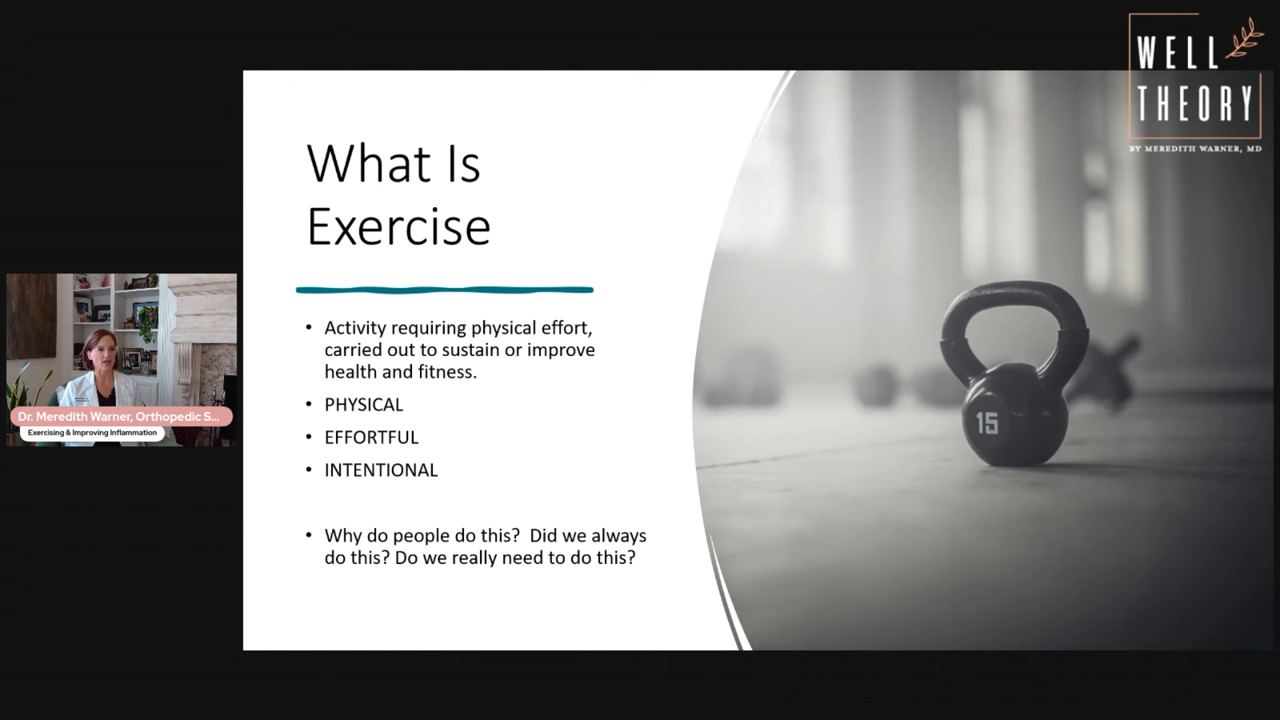 WELL
THEORY
BY MEREDITH WARNER, MD
What Is
Exercise
• Activity requiring physical effort,
carried out to sustain or improve
health and fitness.
• PHYSICAL
• EFFORTFUL
• INTENTIONAL
• Why do people do this?  Did we always
do this? Do we really need to do this?
15
Dr. Meredith Warner, Orthopedic S...
Exercising & Improving Inflammation